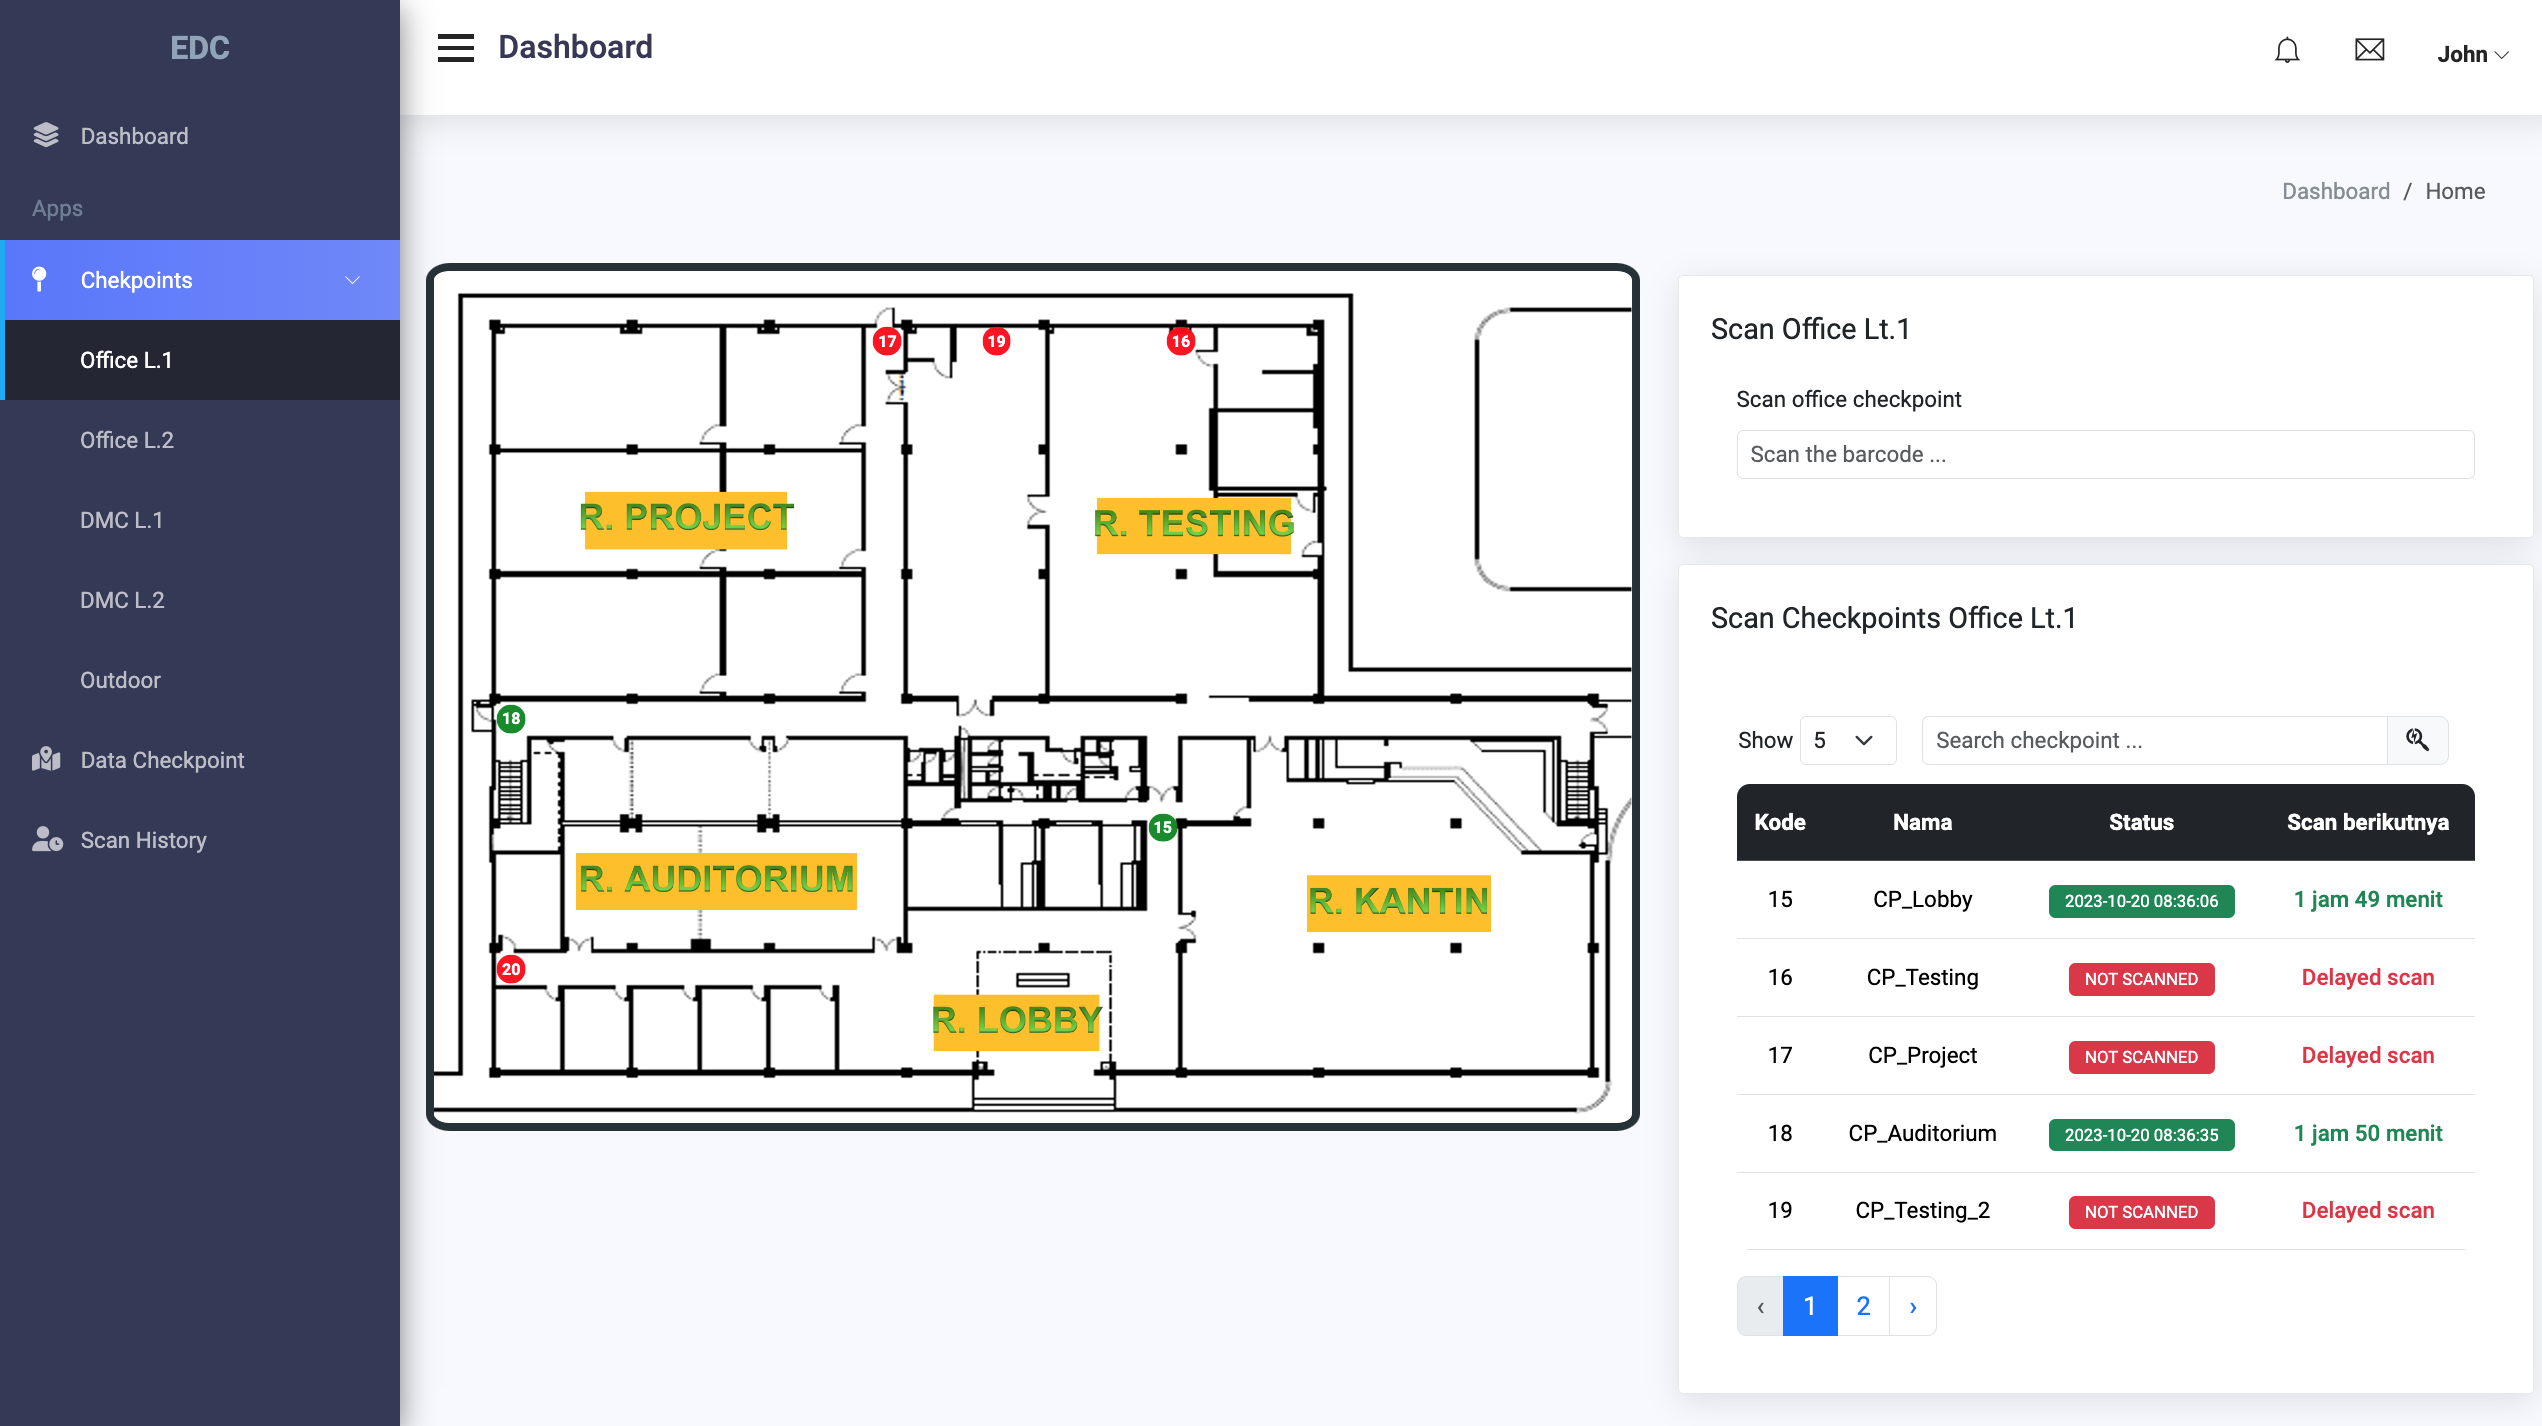 EDC
Dashboard
Apps
Chekpoints
Office L.1
Office L.2
DMC L.1
DMC L.2
Outdoor
Data Checkpoint
Scan History
Dashboard
John
Dashboard / Home
17
19
16
R. PROJECT
R. TESTING
18
15
R. AUDITORIUM
R. KANTIN
20
R. LOBBY
Scan Office Lt.1
Scan office checkpoint
Scan the barcode ...
Scan Checkpoints Office Lt.1
Show 5 Search checkpoint ...
Kode Nama Status Scan berikutnya
15 CP_Lobby 2023-10-20 08:36:06 1 jam 49 menit
16 CP_Testing NOT SCANNED Delayed scan
17 CP_Project NOT SCANNED Delayed scan
18 CP_Auditorium 2023-10-20 08:36:35 1 jam 50 menit
19 CP_Testing_2 NOT SCANNED Delayed scan
‹ 1 2 ›